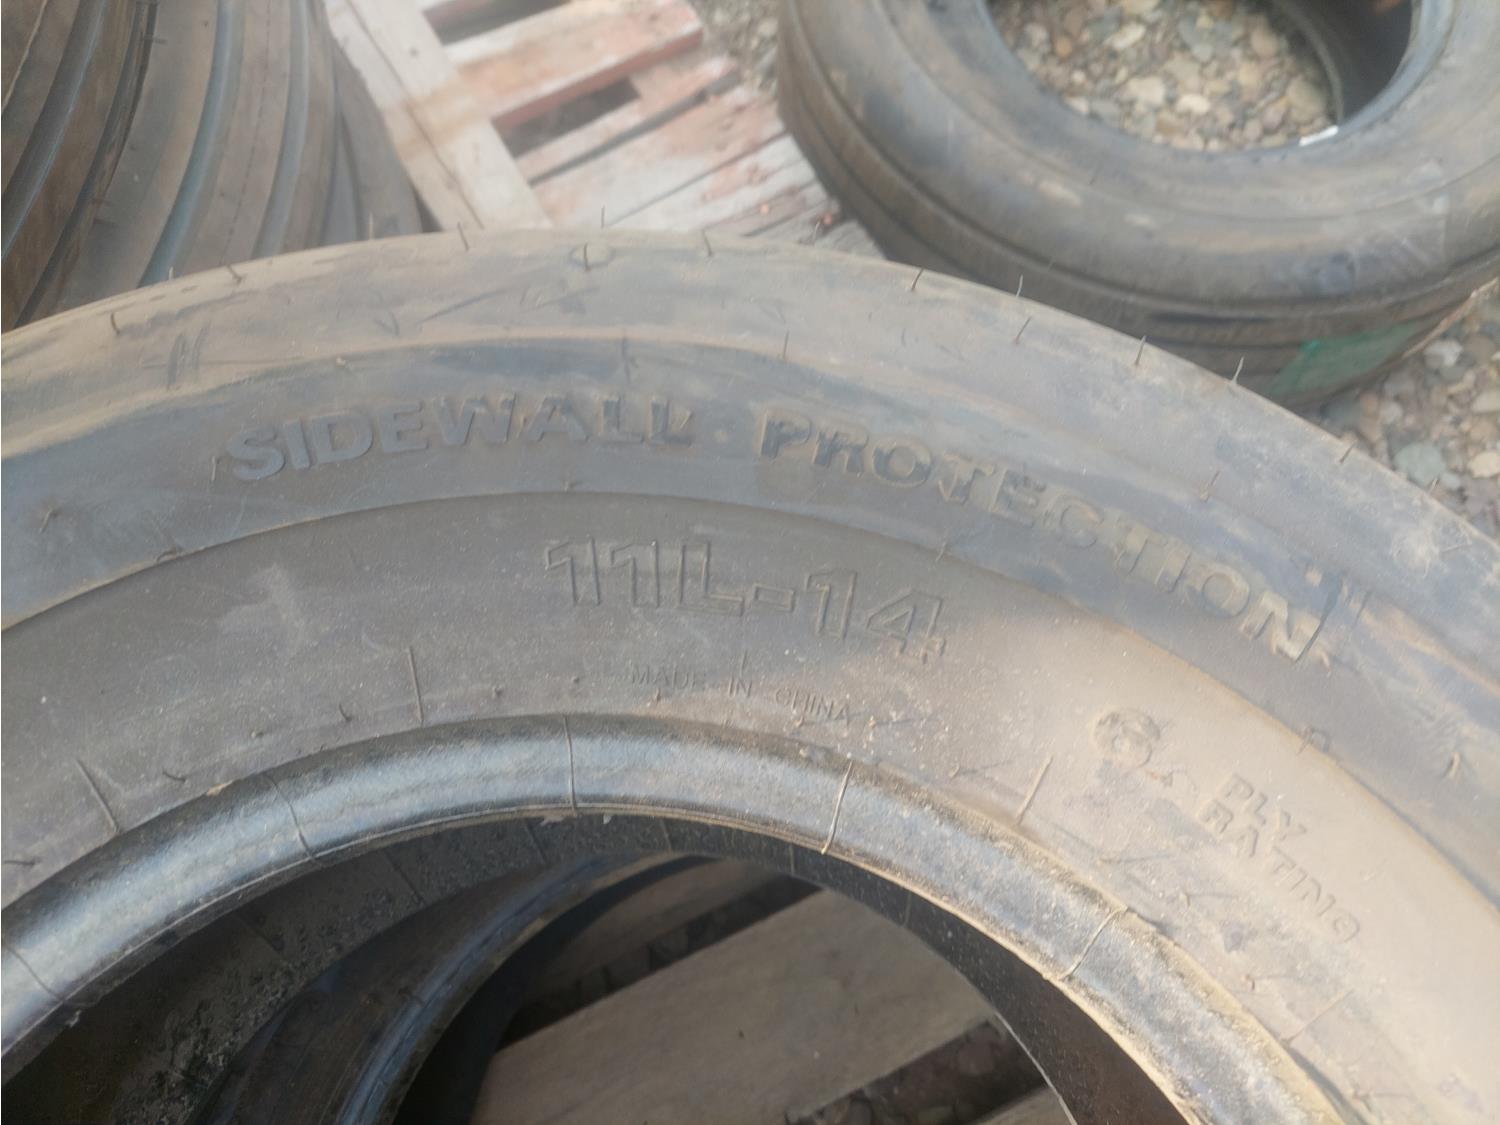 SIDEWALL PROTECTION
11L-14
MADE IN CHINA
6 PLY
RATING